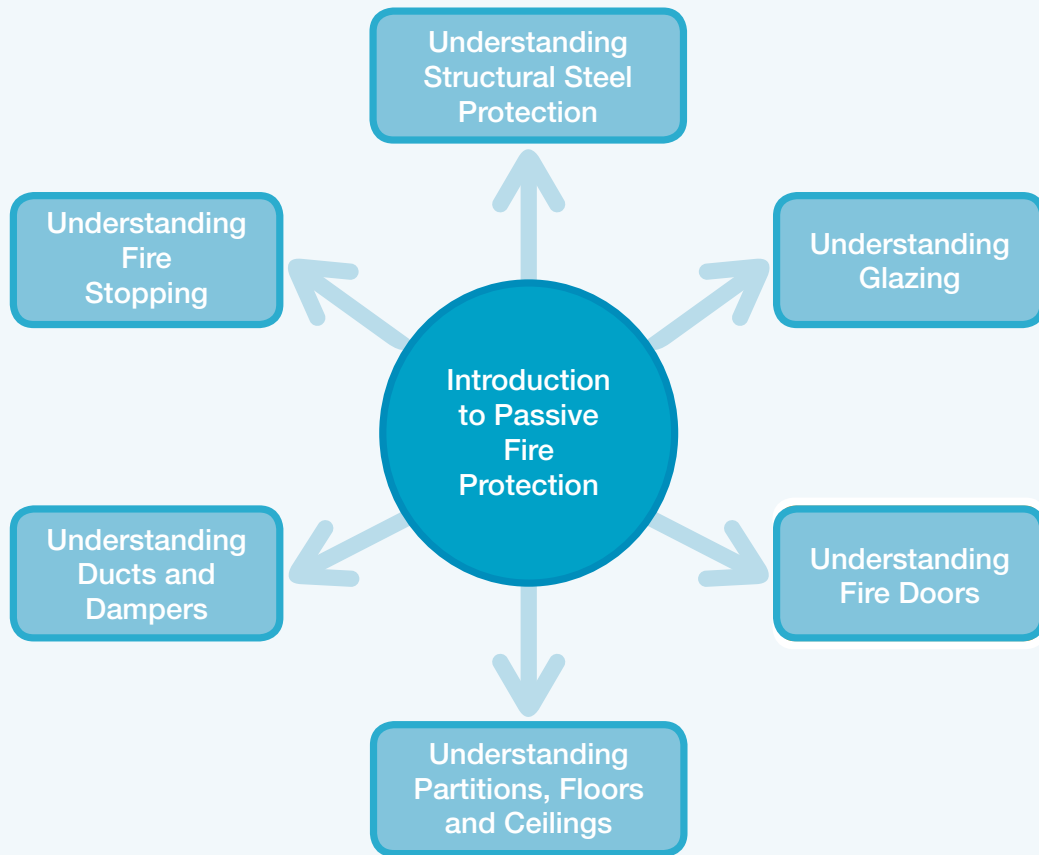 Understanding
Structural Steel
Protection
Understanding
Fire
Stopping
Understanding
Glazing
Introduction
to Passive
Fire
Protection
Understanding
Ducts and
Dampers
Understanding
Fire Doors
Understanding
Partitions, Floors
and Ceilings